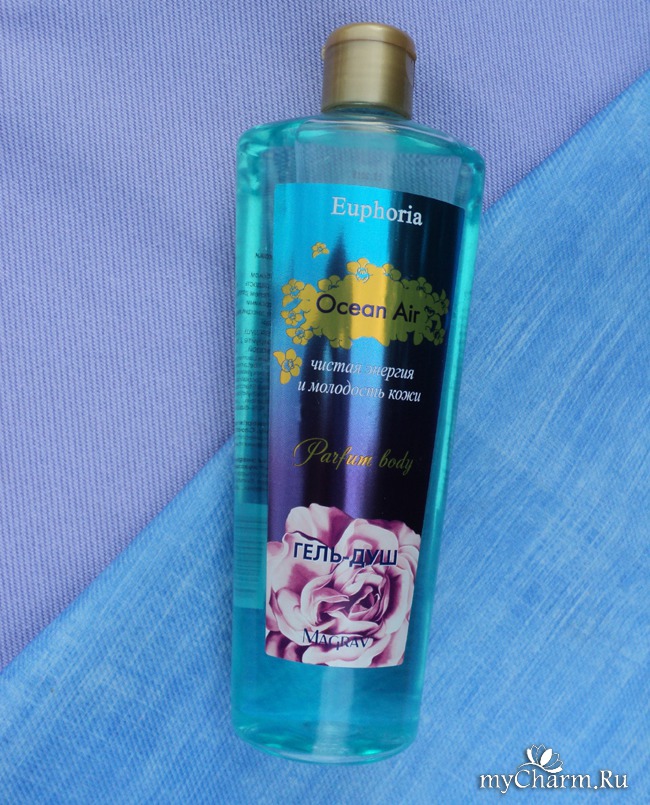 Euphoria
Ocean Air
чистая энергия
и молодость кожи
Parfum body
ГЕЛЬ-ДУШ
MAGRAV
myCharm.Ru